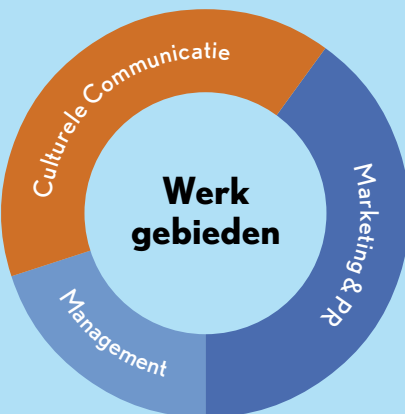 Culturele Communicatie
Werk
gebieden
Marketing & PR
Management